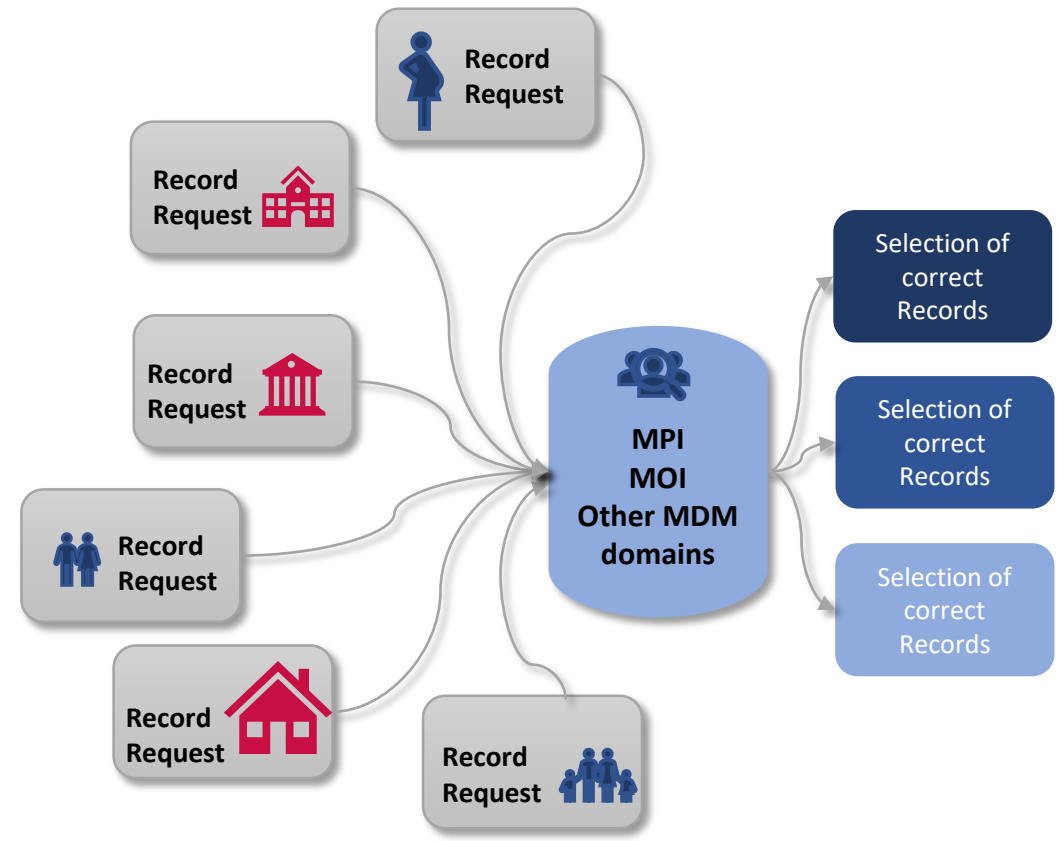 Record
Request
Record
Request
Record
Request
Record
Request
Record
Request
Record
Request
MPI
MOI
Other MDM
domains
Selection of
correct
Records
Selection of
correct
Records
Selection of
correct
Records